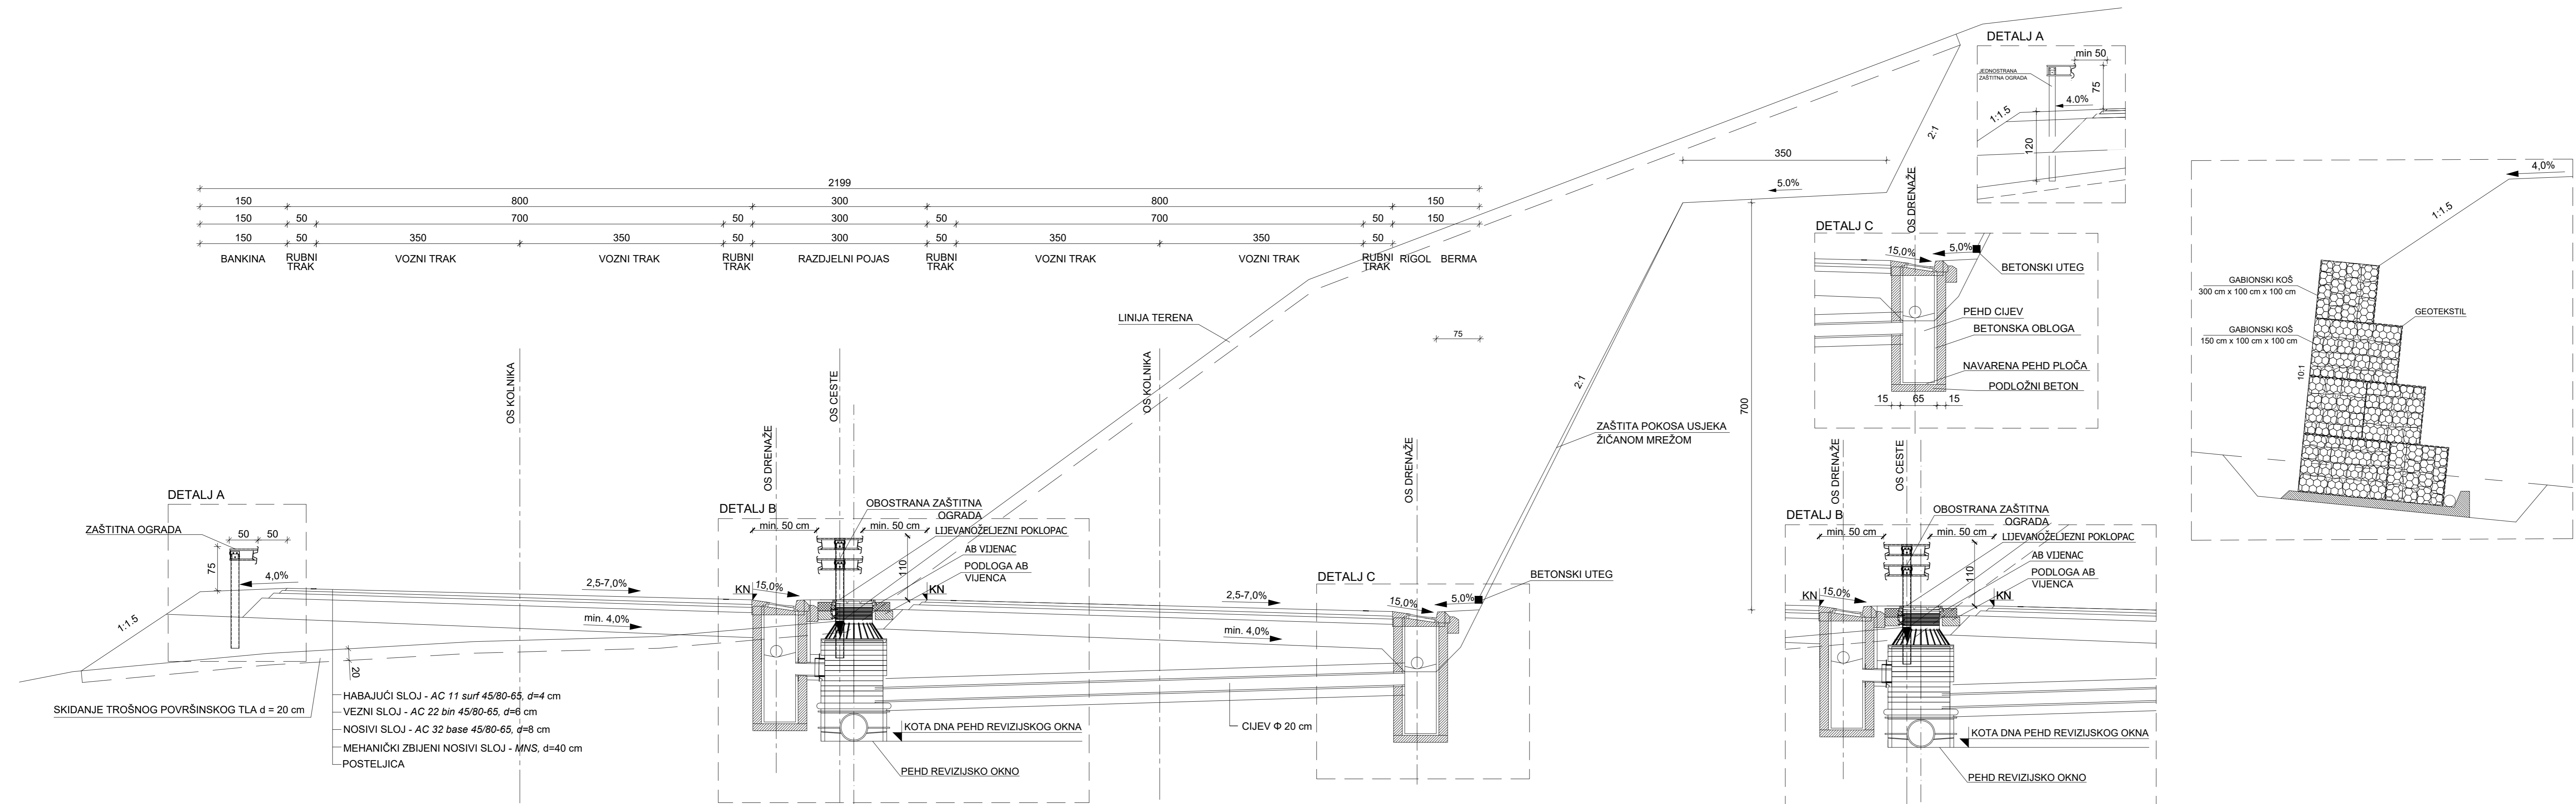 2199
150 800 300 800 150
150 50 700 50 300 50 700 50 150
150 50 350 350 50 300 50 350 350 50
BANKINA RUBNI TRAK VOZNI TRAK VOZNI TRAK RUBNI TRAK RAZDJELNI POJAS RUBNI TRAK VOZNI TRAK VOZNI TRAK RUBNI TRAK RIGOL BERMA
LINIJA TERENA
75
OS KOLNIKA
OS CESTE
OS KOLNIKA
OS DRENAŽE
OS DRENAŽE
DETALJ A
ZAŠTITNA OGRADA
50 50
75
4,0%
1:1.5
20
SKIDANJE TROŠNOG POVRŠINSKOG TLA d = 20 cm
HABAJUĆI SLOJ - AC 11 surf 45/80-65, d=4 cm
VEZNI SLOJ - AC 22 bin 45/80-65, d=6 cm
NOSIVI SLOJ - AC 32 base 45/80-65, d=8 cm
MEHANIČKI ZBIJENI NOSIVI SLOJ - MNS, d=40 cm
POSTELJICA
2,5-7,0%
min. 4,0%
DETALJ B
OBOSTRANA ZAŠTITNA
OGRADA
min. 50 cm
min. 50 cm
LIJEVANOŽELJEZNI POKLOPAC
AB VIJENAC
PODLOGA AB
VIJENCA
110
KN
15,0%
KN
KOTA DNA PEHD REVIZIJSKOG OKNA
PEHD REVIZIJSKO OKNO
2,5-7,0%
min. 4,0%
CIJEV Φ 20 cm
DETALJ C
15,0%
5,0%
BETONSKI UTEG
2:1
ZAŠTITA POKOSA USJEKA
ŽIČANOM MREŽOM
700
350
5.0%
2:1
DETALJ A
min 50
JEDNOSTRANA
ZAŠTITNA OGRADA
75
4.0%
1:1.5
120
DETALJ C
OS DRENAŽE
15,0%
5,0%
BETONSKI UTEG
PEHD CIJEV
BETONSKA OBLOGA
NAVARENA PEHD PLOČA
PODLOŽNI BETON
15 65 15
OS DRENAŽE
OS CESTE
DETALJ B
OBOSTRANA ZAŠTITNA
OGRADA
min. 50 cm
min. 50 cm
LIJEVANOŽELJEZNI POKLOPAC
AB VIJENAC
PODLOGA AB
VIJENCA
110
KN
15,0%
KN
KOTA DNA PEHD REVIZIJSKOG OKNA
PEHD REVIZIJSKO OKNO
4,0%
1:1.5
GABIONSKI KOŠ
300 cm x 100 cm x 100 cm
GEOTEKSTIL
GABIONSKI KOŠ
150 cm x 100 cm x 100 cm
10:1